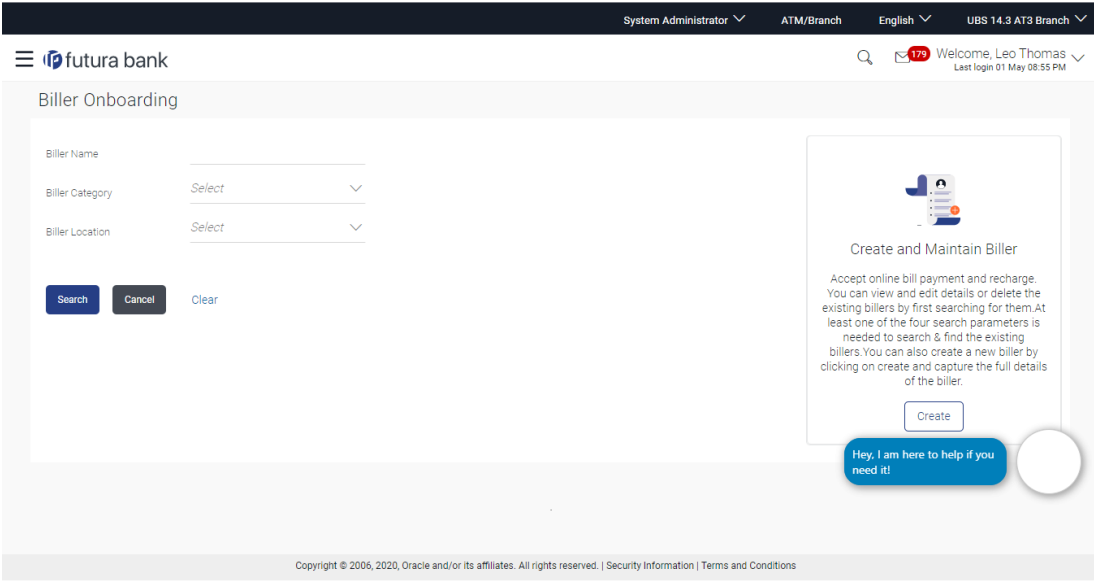 System Administrator ATM/Branch English UBS 14.3 AT3 Branch
futura bank 179 Welcome, Leo Thomas
Last login 01 May 08:55 PM
Biller Onboarding
Biller Name
Biller Category Select
Biller Location Select
Search Cancel Clear
Create and Maintain Biller
Accept online bill payment and recharge.
You can view and edit details or delete the
existing billers by first searching for them.At
least one of the four search parameters is
needed to search & find the existing
billers.You can also create a new biller by
clicking on create and capture the full details
of the biller.
Create
Hey, I am here to help if you
need it!
Copyright © 2006, 2020, Oracle and/or its affiliates. All rights reserved. | Security Information | Terms and Conditions